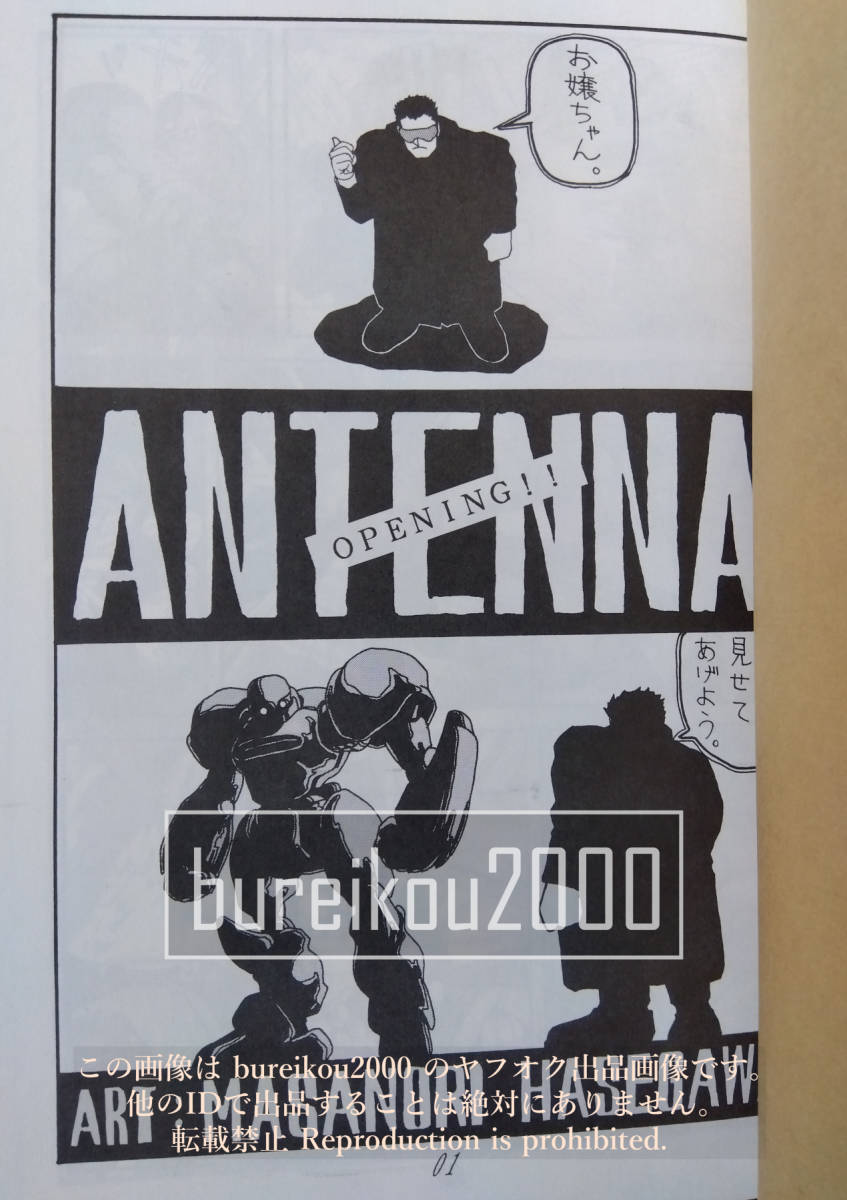 お嬢ちゃん。
ANTENNA
OPENING!!
見せて
あげよう。
bureikou2000
ART. MASANORI HASEGAW
この画像は bureikou2000 のヤフオク出品画像です。
他のIDで出品することは絶対にありません。
転載禁止 Reproduction is prohibited.
01